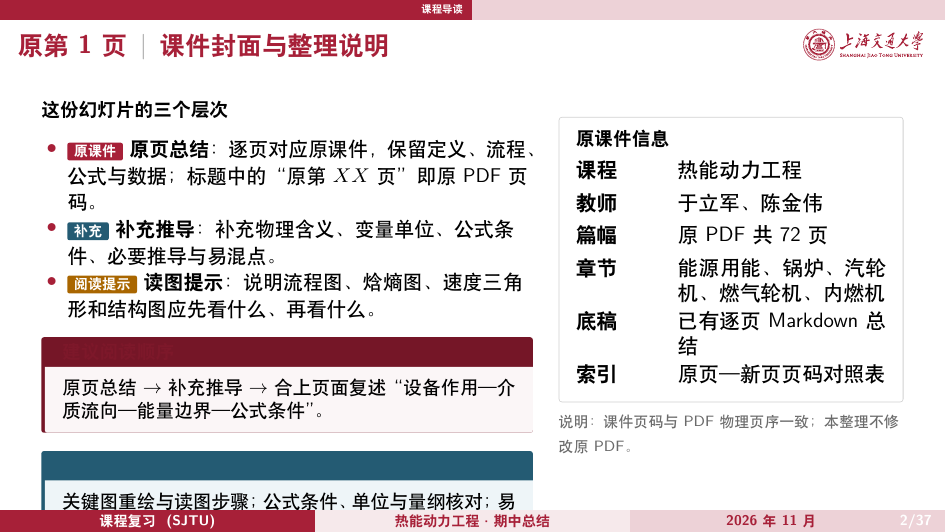 课程导读
原第 1 页 | 课件封面与整理说明
上海交通大学
SHANGHAI JIAO TONG UNIVERSITY
这份幻灯片的三个层次
• 原课件 原页总结：逐页对应原课件，保留定义、流程、
公式与数据；标题中的“原第 XX 页”即原 PDF 页
码。
• 补充 补充推导：补充物理含义、变量单位、公式条
件、必要推导与易混点。
• 阅读提示 读图提示：说明流程图、焓熵图、速度三角
形和结构图应先看什么、再看什么。
建议阅读顺序
原页总结 → 补充推导 → 合上页面复述“设备作用—介
质流向—能量边界—公式条件”。
关键图重绘与读图步骤；公式条件、单位与量纲核对；易
原课件信息
课程 热能动力工程
教师 于立军、陈金伟
篇幅 原 PDF 共 72 页
章节 能源用能、锅炉、汽轮
机、燃气轮机、内燃机
底稿 已有逐页 Markdown 总
结
索引 原页—新页页码对照表
说明：课件页码与 PDF 物理页序一致；本整理不修
改原 PDF。
课程复习 (SJTU)
热能动力工程 · 期中总结
2026 年 11 月
2/37